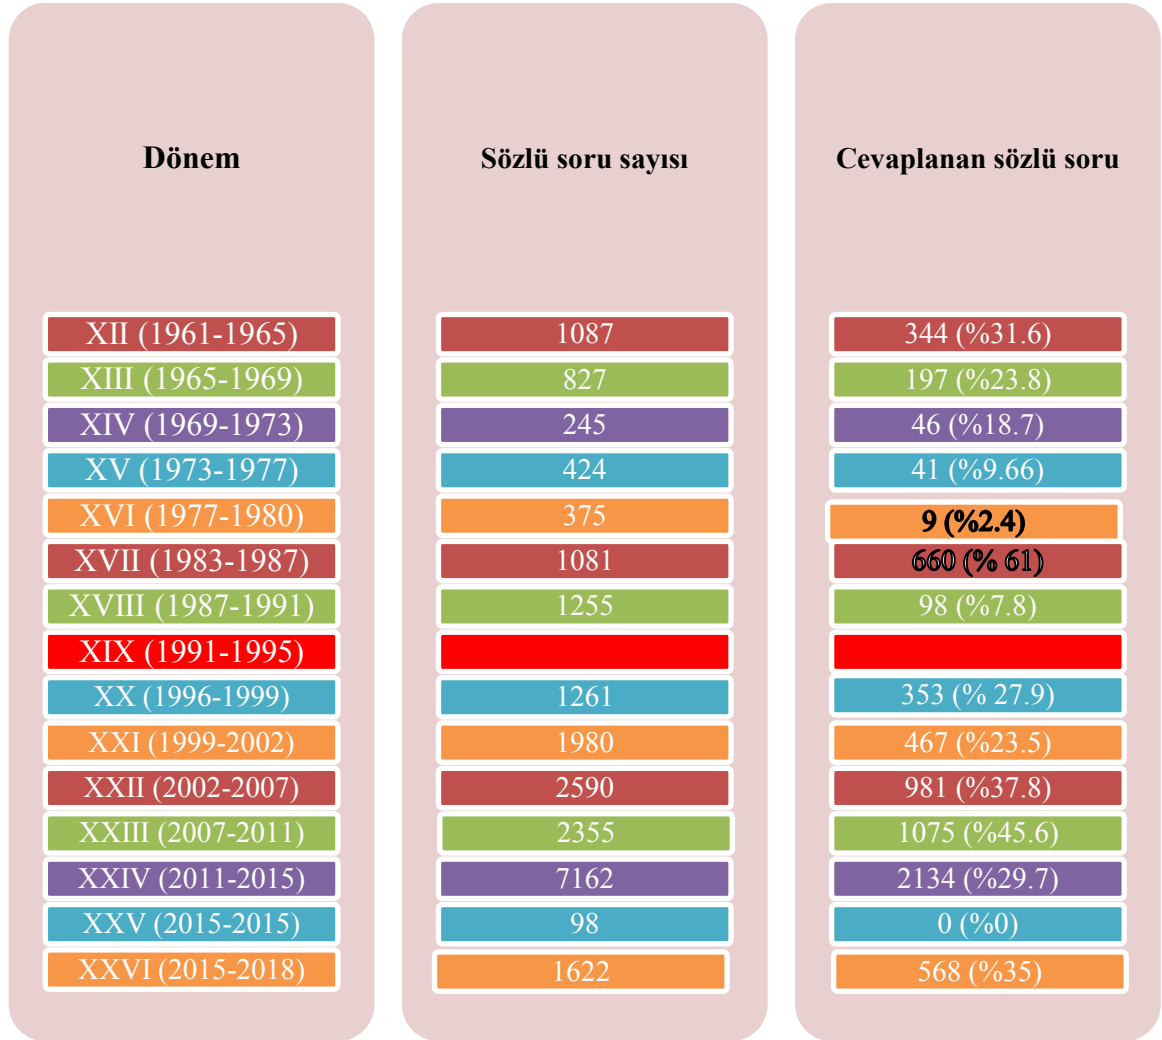 Dönem Sözlü soru sayısı Cevaplanan sözlü soru
XII (1961-1965) 1087 344 (%31.6)
XIII (1965-1969) 827 197 (%23.8)
XIV (1969-1973) 245 46 (%18.7)
XV (1973-1977) 424 41 (%9.66)
XVI (1977-1980) 375 9 (%2.4)
XVII (1983-1987) 1081 660 (% 61)
XVIII (1987-1991) 1255 98 (%7.8)
XIX (1991-1995)
XX (1996-1999) 1261 353 (% 27.9)
XXI (1999-2002) 1980 467 (%23.5)
XXII (2002-2007) 2590 981 (%37.8)
XXIII (2007-2011) 2355 1075 (%45.6)
XXIV (2011-2015) 7162 2134 (%29.7)
XXV (2015-2015) 98 0 (%0)
XXVI (2015-2018) 1622 568 (%35)